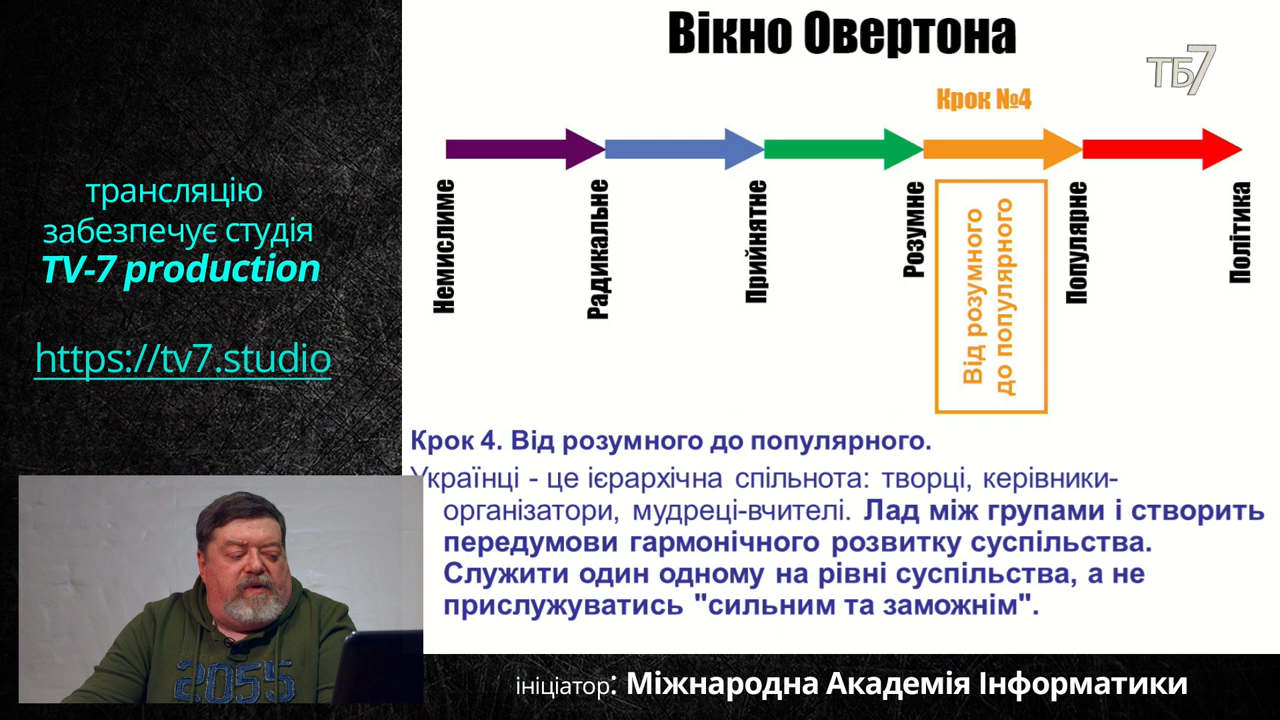 трансляцію
забезпечує студія
TV-7 production
https://tv7.studio
Вікно Овертона
ТБ7
Крок №4
Немислиме
Радикальне
Прийнятне
Розумне
Від розумного
до популярного
Популярне
Політика
Крок 4. Від розумного до популярного.
Українці - це ієрархічна спільнота: творці, керівники-
організатори, мудреці-вчителі. Лад між групами і створить
передумови гармонічного розвитку суспільства.
Служити один одному на рівні суспільства, а не
прислужуватись "сильним та заможнім".
2055
ініціатор: Міжнародна Академія Інформатики